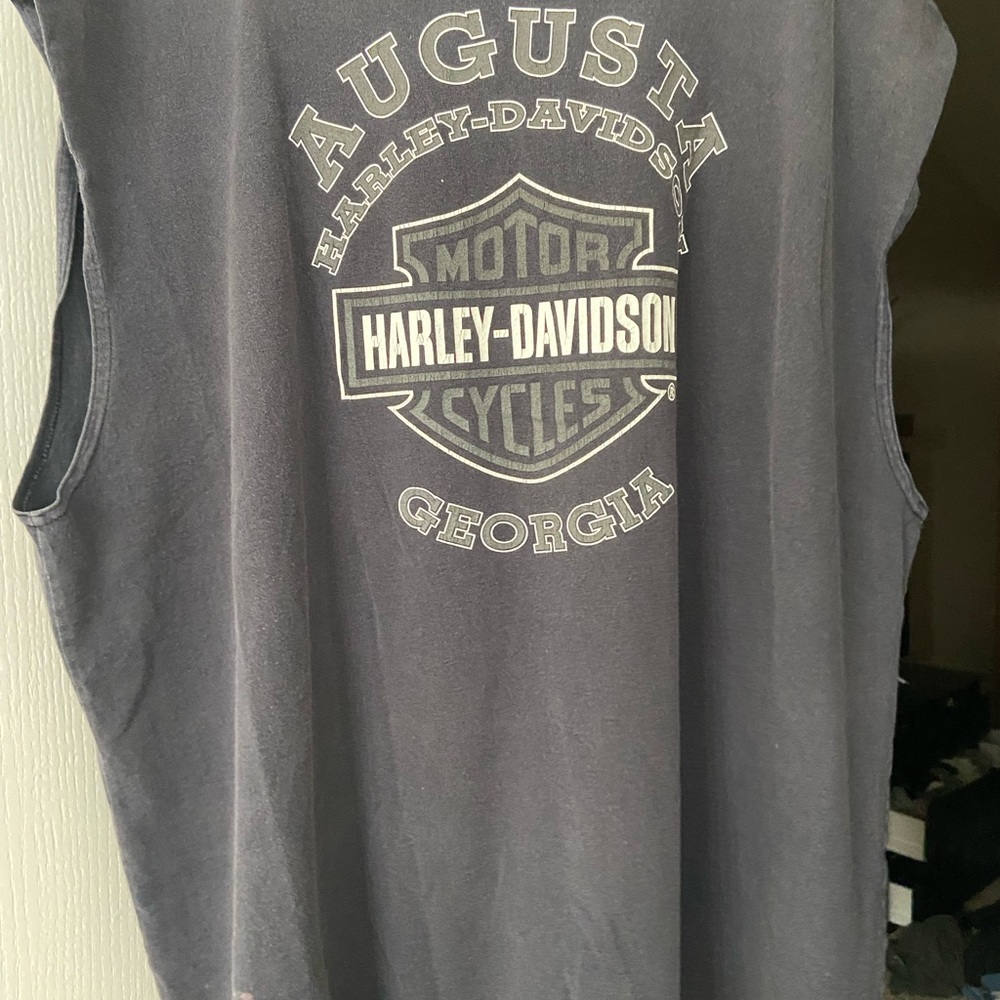 AUGUSTA
HARLEY-DAVIDSON
MOTOR
HARLEY-DAVIDSON
CYCLES
®
GEORGIA